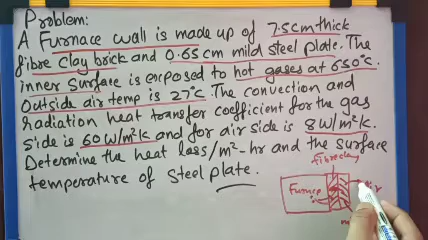 Problem:
A Furnace wall is made up of 7.5cm thick
fibre clay brick and 0.65 cm mild steel plate. The
inner surface is exposed to hot gases at 650°C.
Outside air temp is 27°C. The convection and
radiation heat transfer coefficient for the gas
side is 60 W/m²k and for air side is 8 W/m²k.
Determine the heat loss/m²-hr and the surface
temperature of Steel plate.
fibreclay
Furnace